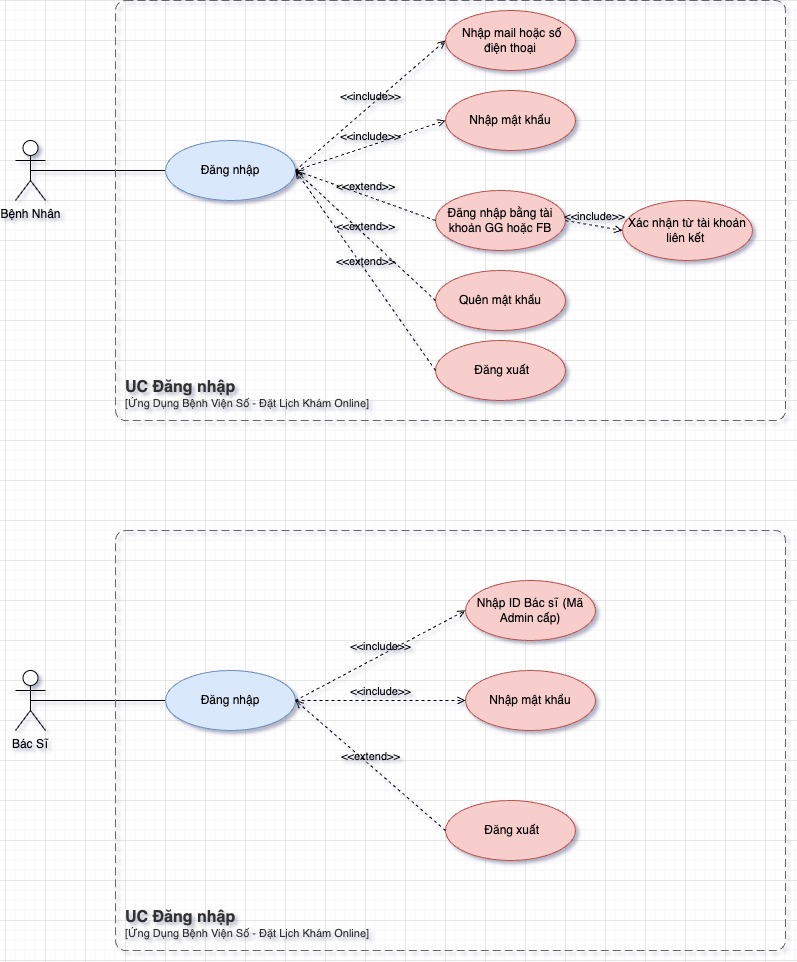 Nhập mail hoặc số
điện thoại
<<include>>
<<include>>
Nhập mật khẩu
Đăng nhập
<<extend>>
Bệnh Nhân
Đăng nhập bằng tài
khoản GG hoặc FB
<<include>>
Xác nhận từ tài khoản
liên kết
<<extend>>
<<extend>>
Quên mật khẩu
Đăng xuất
UC Đăng nhập
[Ứng Dụng Bệnh Viện Số - Đặt Lịch Khám Online]
Nhập ID Bác sĩ (Mã
Admin cấp)
<<include>>
<<include>>
Đăng nhập
Nhập mật khẩu
Bác Sĩ
<<extend>>
Đăng xuất
UC Đăng nhập
[Ứng Dụng Bệnh Viện Số - Đặt Lịch Khám Online]